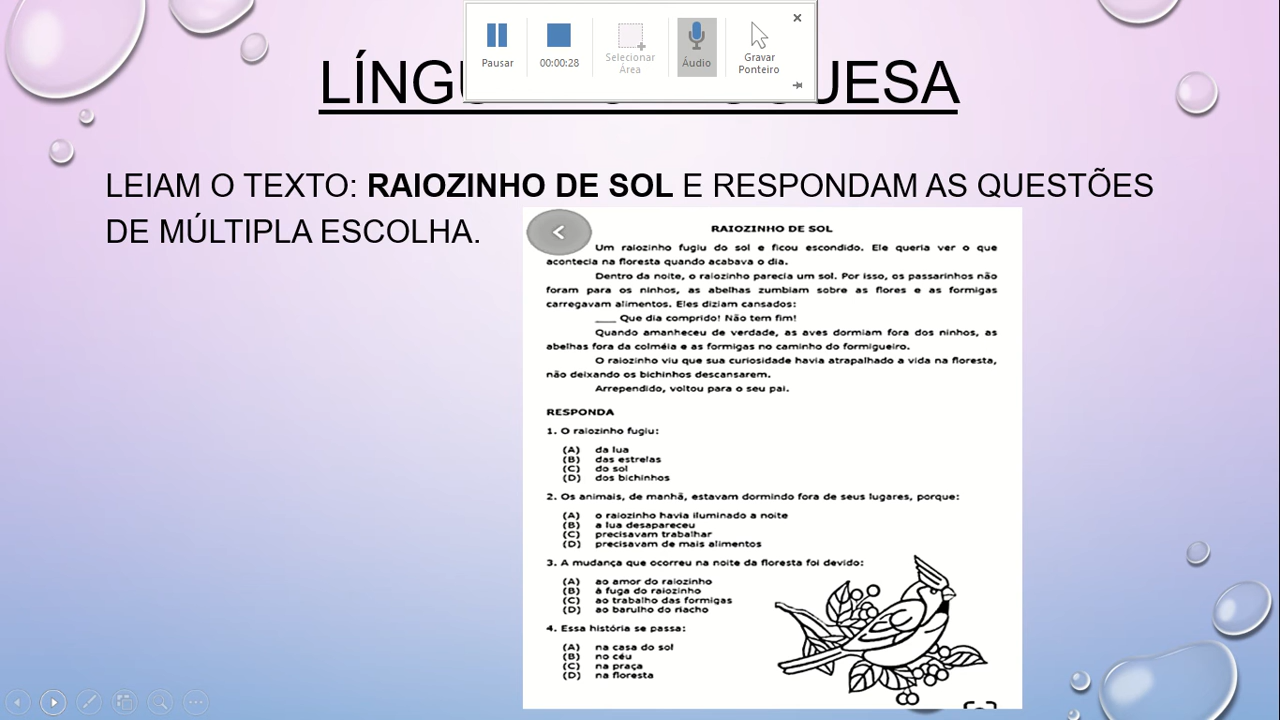 Pausar
00:00:28
Selecionar
Área
Áudio
Gravar
Ponteiro
LÍNG UESA
LEIAM O TEXTO: RAIOZINHO DE SOL E RESPONDAM AS QUESTÕES
DE MÚLTIPLA ESCOLHA.
RAIOZINHO DE SOL
Um raiozinho fugiu do sol e ficou escondido. Ele queria ver o que
acontecia na floresta quando acabava o dia.
Dentro da noite, o raiozinho parecia um sol. Por isso, os passarinhos não
foram para os ninhos, as abelhas zumbiam sobre as flores e as formigas
carregavam alimentos. Eles diziam cansados:
___ Que dia comprido! Não tem fim!
Quando amanheceu de verdade, as aves dormiam fora dos ninhos, as
abelhas fora da colméia e as formigas no caminho do formigueiro.
O raiozinho viu que sua curiosidade havia atrapalhado a vida na floresta,
não deixando os bichinhos descansarem.
Arrependido, voltou para o seu pai.
RESPONDA
1. O raiozinho fugiu:
(A) da lua
(B) das estrelas
(C) do sol
(D) dos bichinhos
2. Os animais, de manhã, estavam dormindo fora de seus lugares, porque:
(A) o raiozinho havia iluminado a noite
(B) a lua desapareceu
(C) precisavam trabalhar
(D) precisavam de mais alimentos
3. A mudança que ocorreu na noite da floresta foi devido:
(A) ao amor do raiozinho
(B) à fuga do raiozinho
(C) ao trabalho das formigas
(D) ao barulho do riacho
4. Essa história se passa:
(A) na casa do sol
(B) no céu
(C) na praça
(D) na floresta